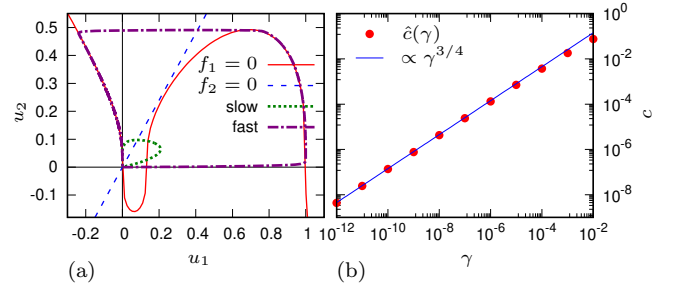 0.5
0.4
0.3
0.2
0.1
0
-0.1
u₂
f₁ = 0
f₂ = 0
slow
fast
-0.2 0 0.2 0.4 0.6 0.8 1
u₁
(a)
ĉ(γ)
∝ γ^{3/4}
10⁰
10⁻²
10⁻⁴
10⁻⁶
10⁻⁸
c
10⁻¹² 10⁻¹⁰ 10⁻⁸ 10⁻⁶ 10⁻⁴ 10⁻²
γ
(b)